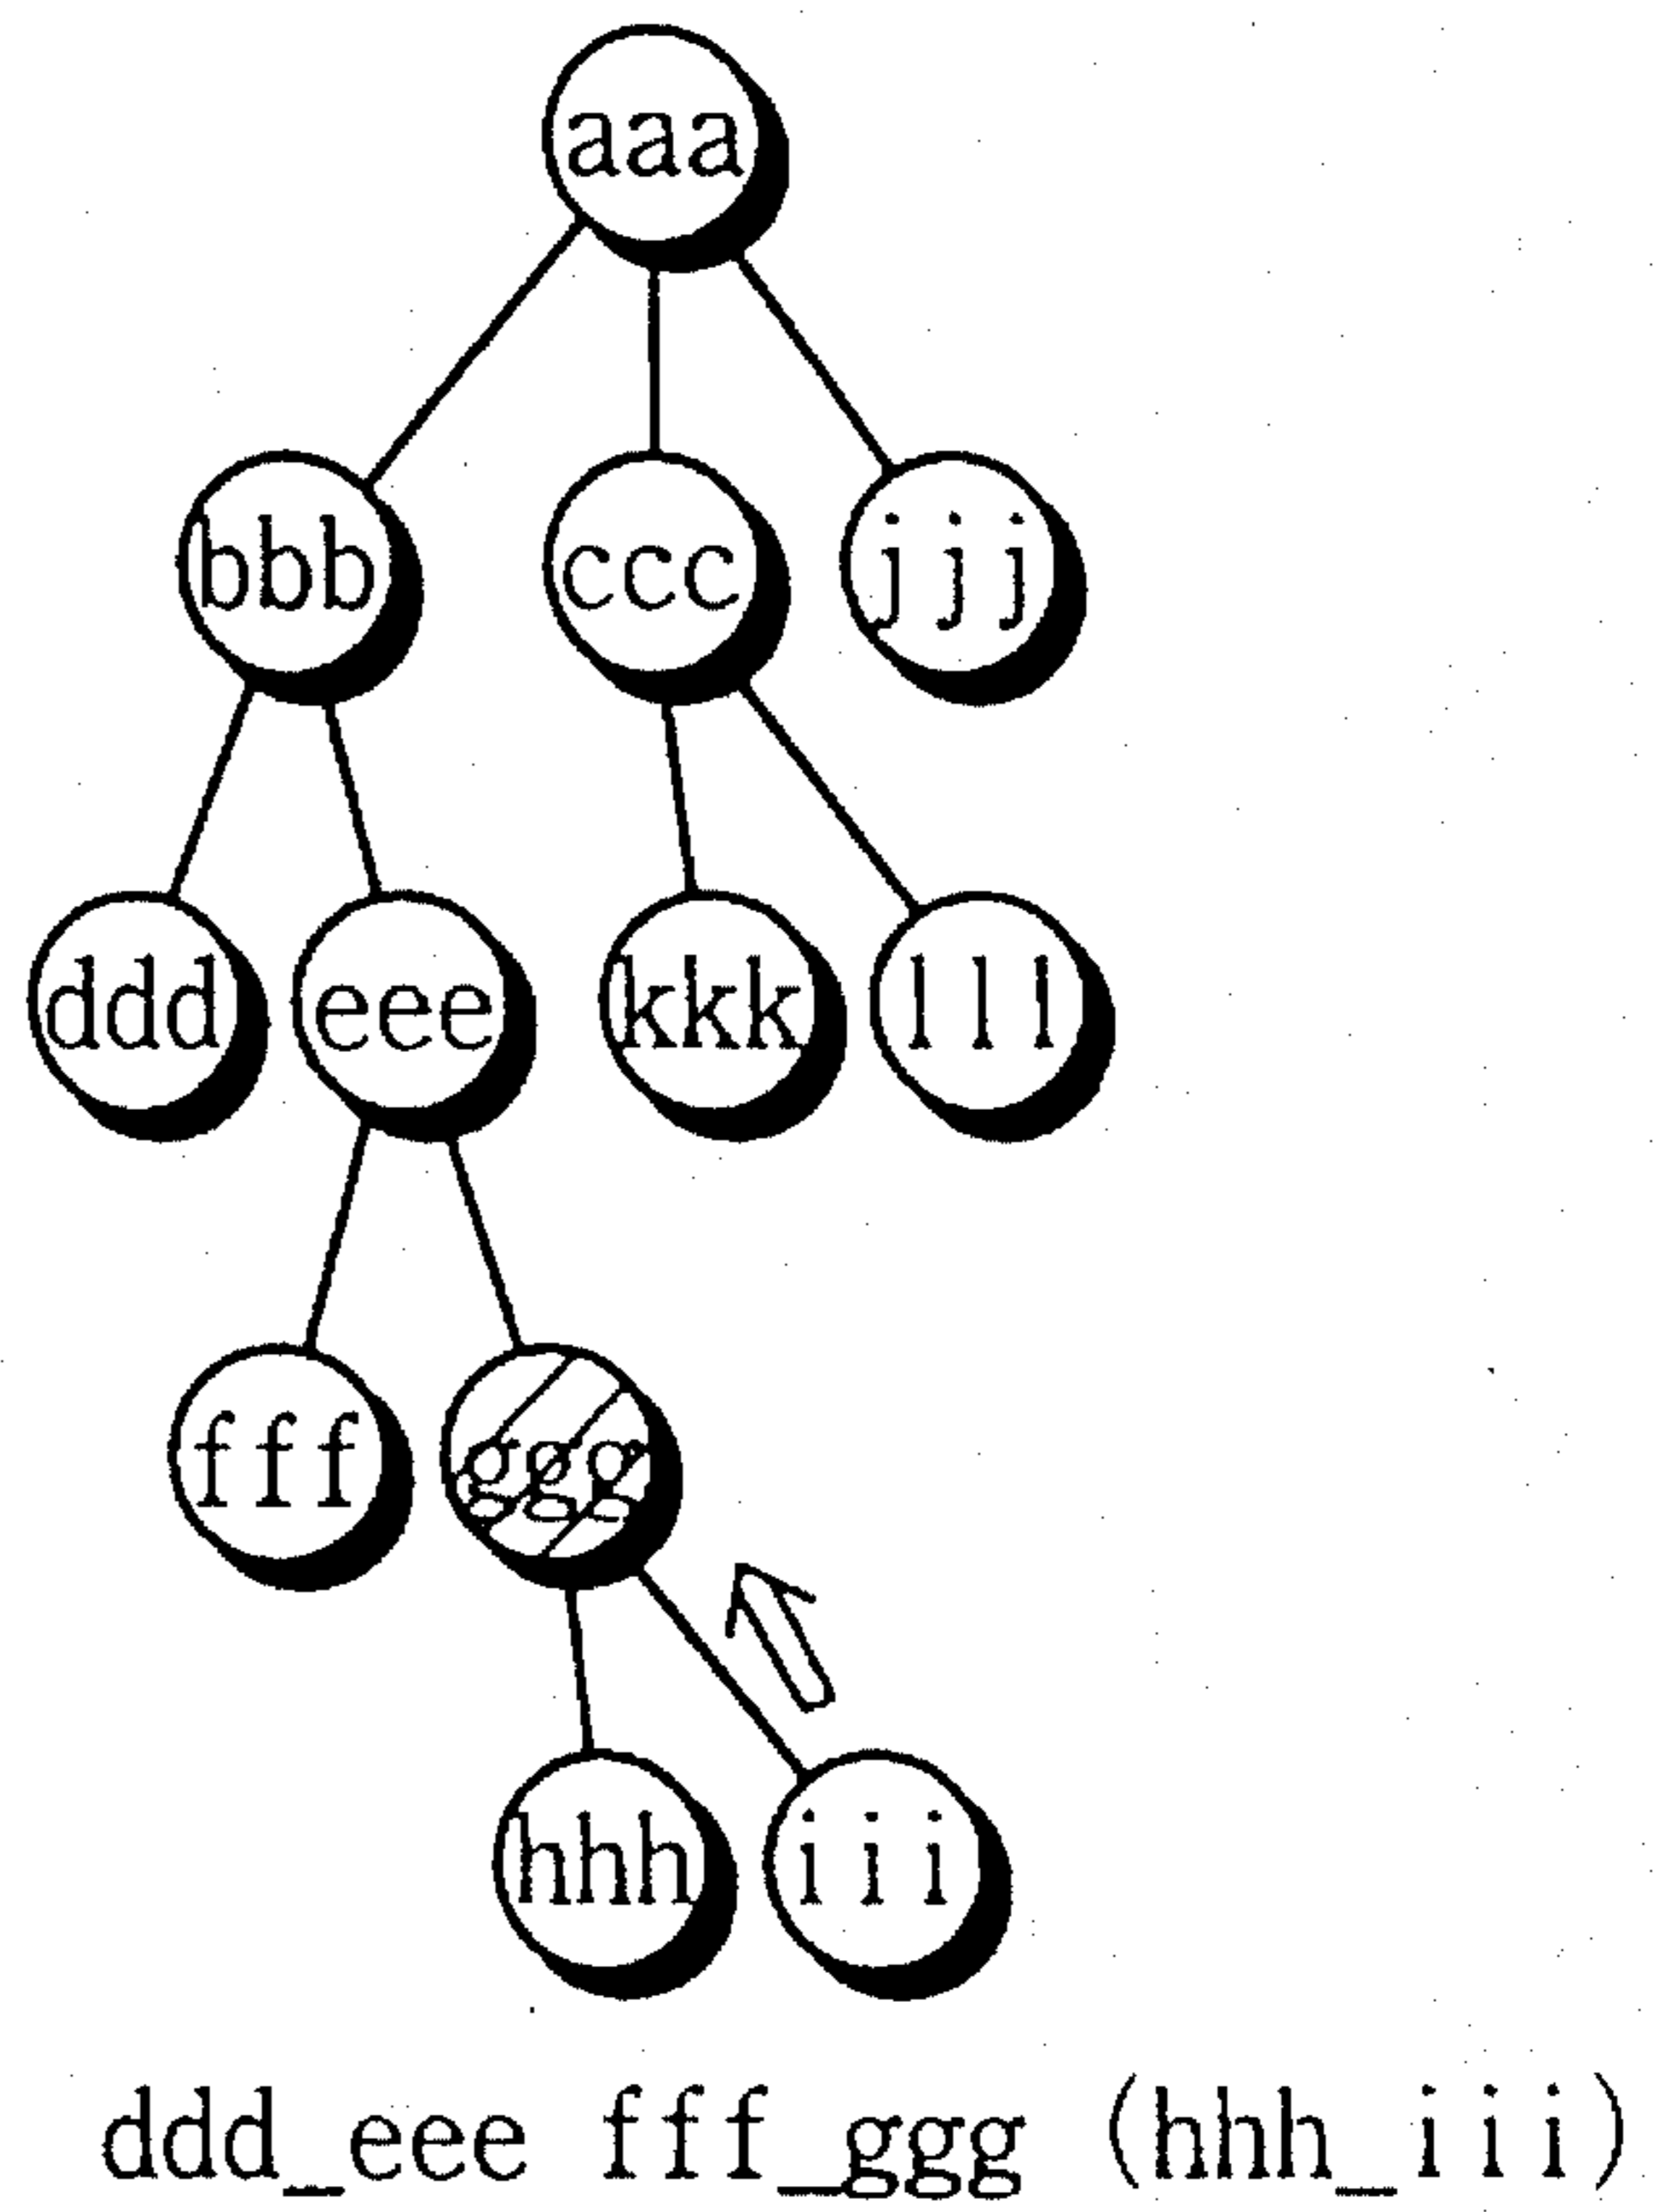 aaa
bbb ccc jjj
ddd eee kkk lll
fff ggg
hhh iii
ddd_eee fff_ggg (hhh_iii)